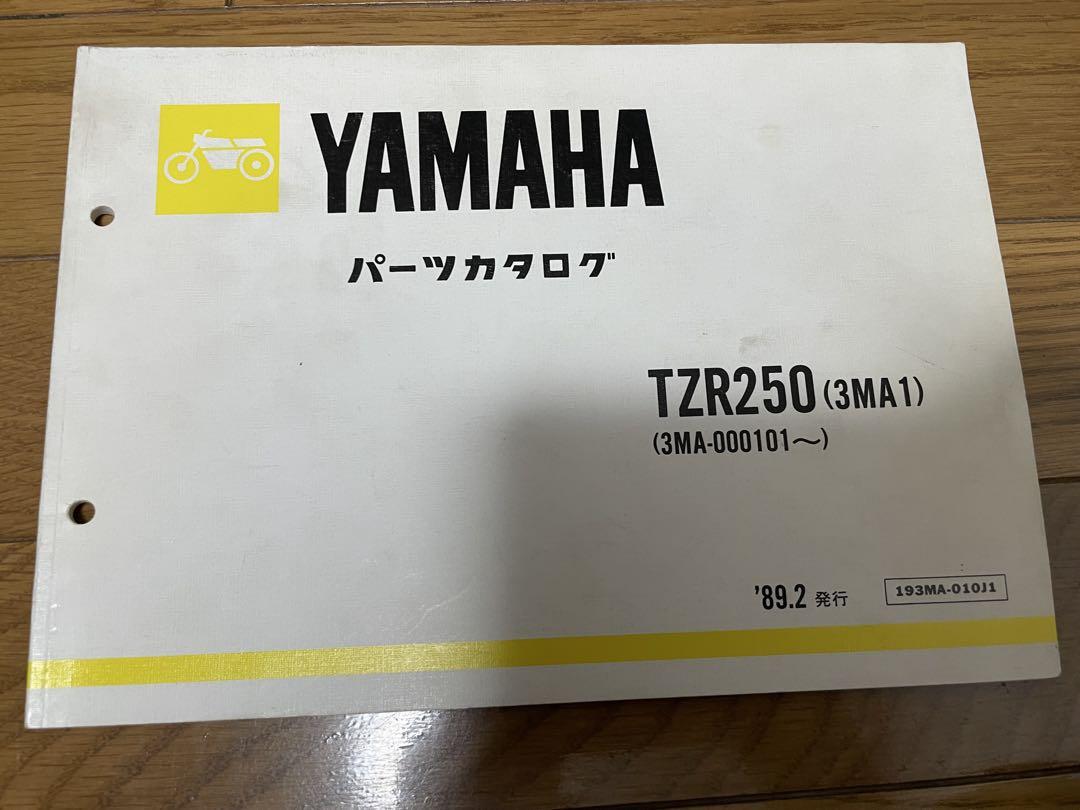 YAMAHA
パーツカタログ
TZR250(3MA1)
(3MA-000101~)
'89.2 発行
193MA-010J1